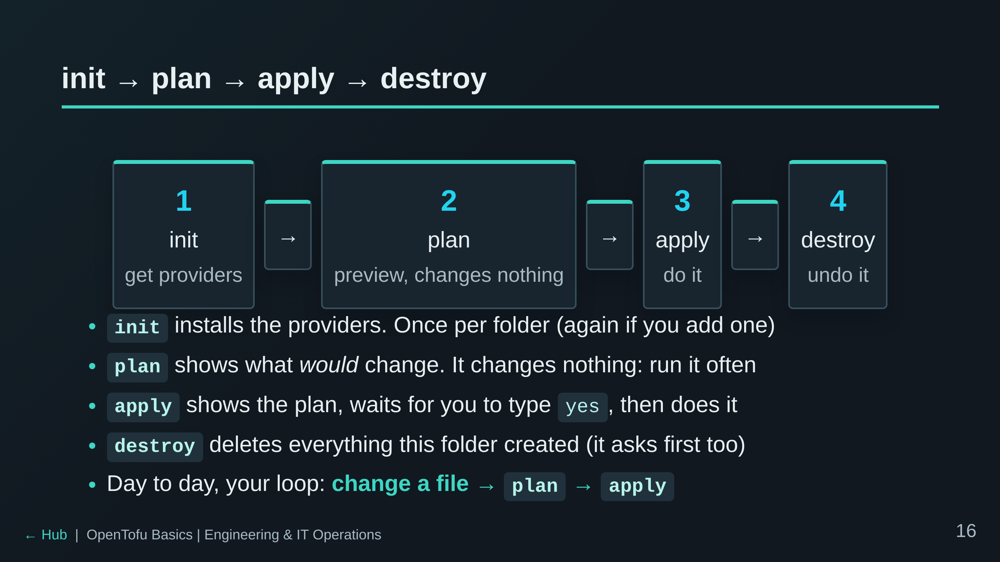 init → plan → apply → destroy
1
init
get providers
→
2
plan
preview, changes nothing
→
3
apply
do it
→
4
destroy
undo it
• init installs the providers. Once per folder (again if you add one)
• plan shows what would change. It changes nothing: run it often
• apply shows the plan, waits for you to type yes, then does it
• destroy deletes everything this folder created (it asks first too)
• Day to day, your loop: change a file → plan → apply
← Hub | OpenTofu Basics | Engineering & IT Operations
16